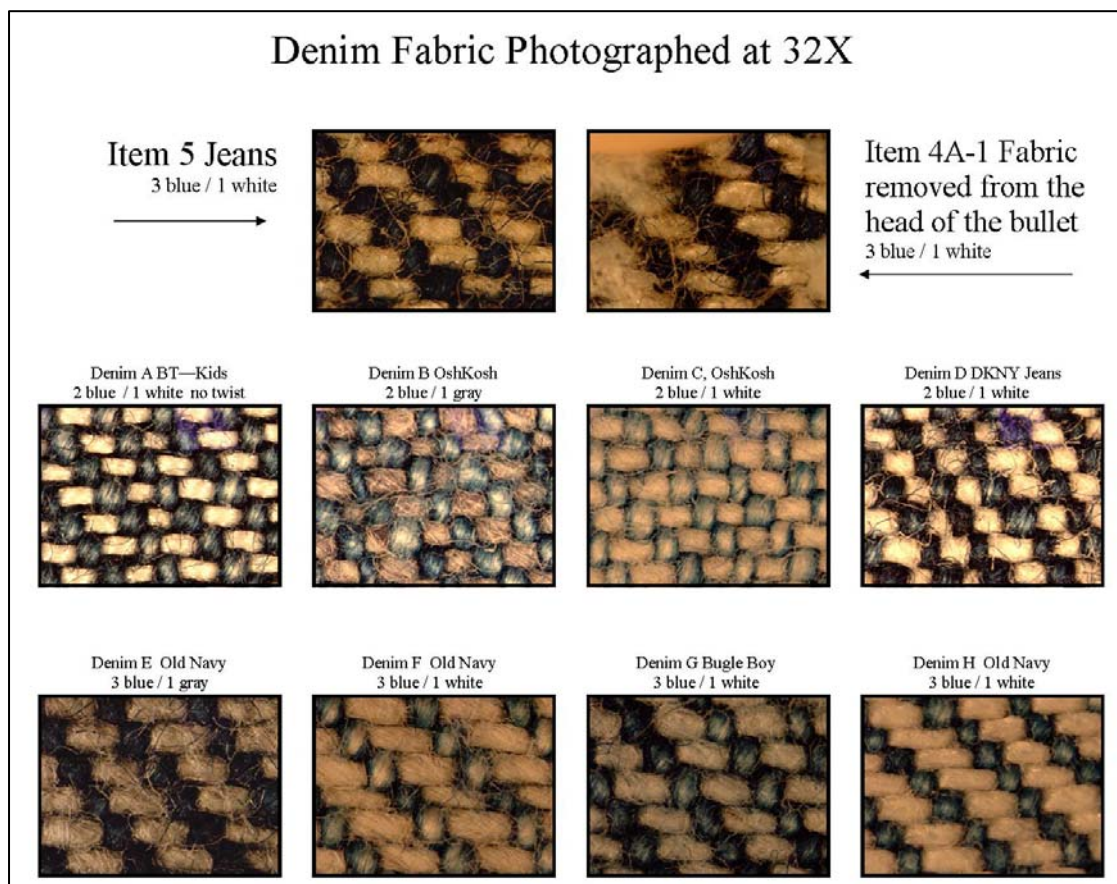 Denim Fabric Photographed at 32X
Item 5 Jeans
3 blue / 1 white
Item 4A-1 Fabric
removed from the
head of the bullet
3 blue / 1 white
Denim A BT—Kids
2 blue / 1 white no twist
Denim B OshKosh
2 blue / 1 gray
Denim C, OshKosh
2 blue / 1 white
Denim D DKNY Jeans
2 blue / 1 white
Denim E Old Navy
3 blue / 1 gray
Denim F Old Navy
3 blue / 1 white
Denim G Bugle Boy
3 blue / 1 white
Denim H Old Navy
3 blue / 1 white